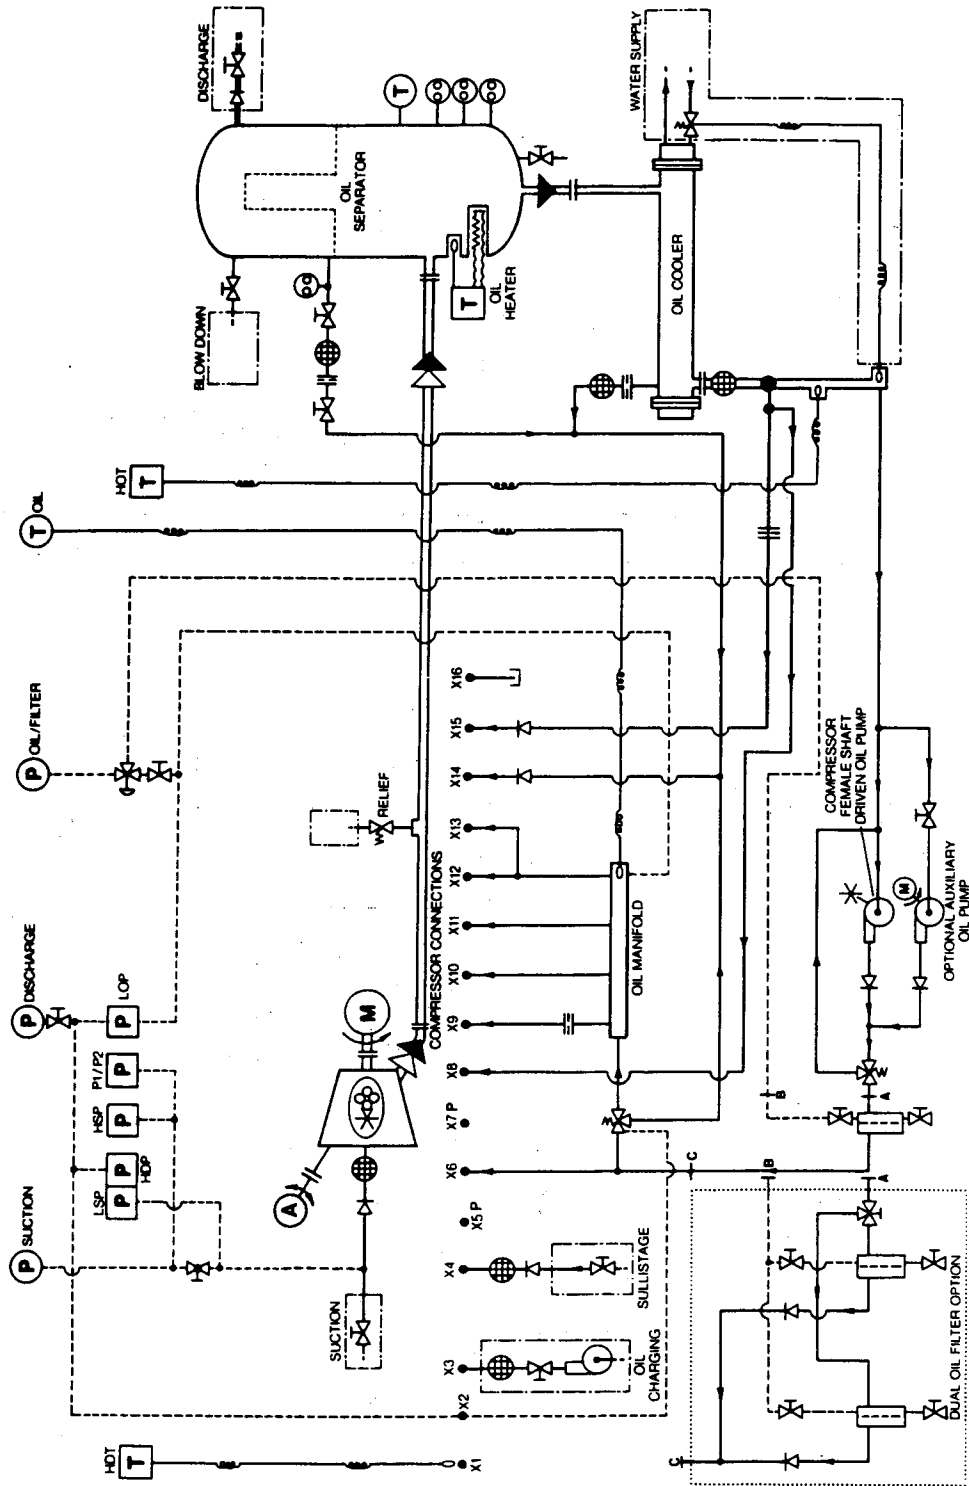 HDT
T
SUCTION
P
LSP
P
HDP
P
HSP
P
P1/P2
P
LOP
P
DISCHARGE
P
OIL/FILTER
P
OIL
T
HOT
T
BLOW DOWN
DISCHARGE
OIL
SEPARATOR
T
OIL
HEATER
T
SUCTION
A
M
RELIEF
COMPRESSOR CONNECTIONS
X1
X2
X3
X4
X5 P
X6
X7 P
X8
X9
X10
X11
X12
X13
X14
X15
X16
OIL
CHARGING
SULLISTAGE
OIL MANIFOLD
OIL COOLER
WATER SUPPLY
COMPRESSOR
FEMALE SHAFT
DRIVEN OIL PUMP
M
OPTIONAL AUXILIARY
OIL PUMP
C
C
B
B
A
A
DUAL OIL FILTER OPTION